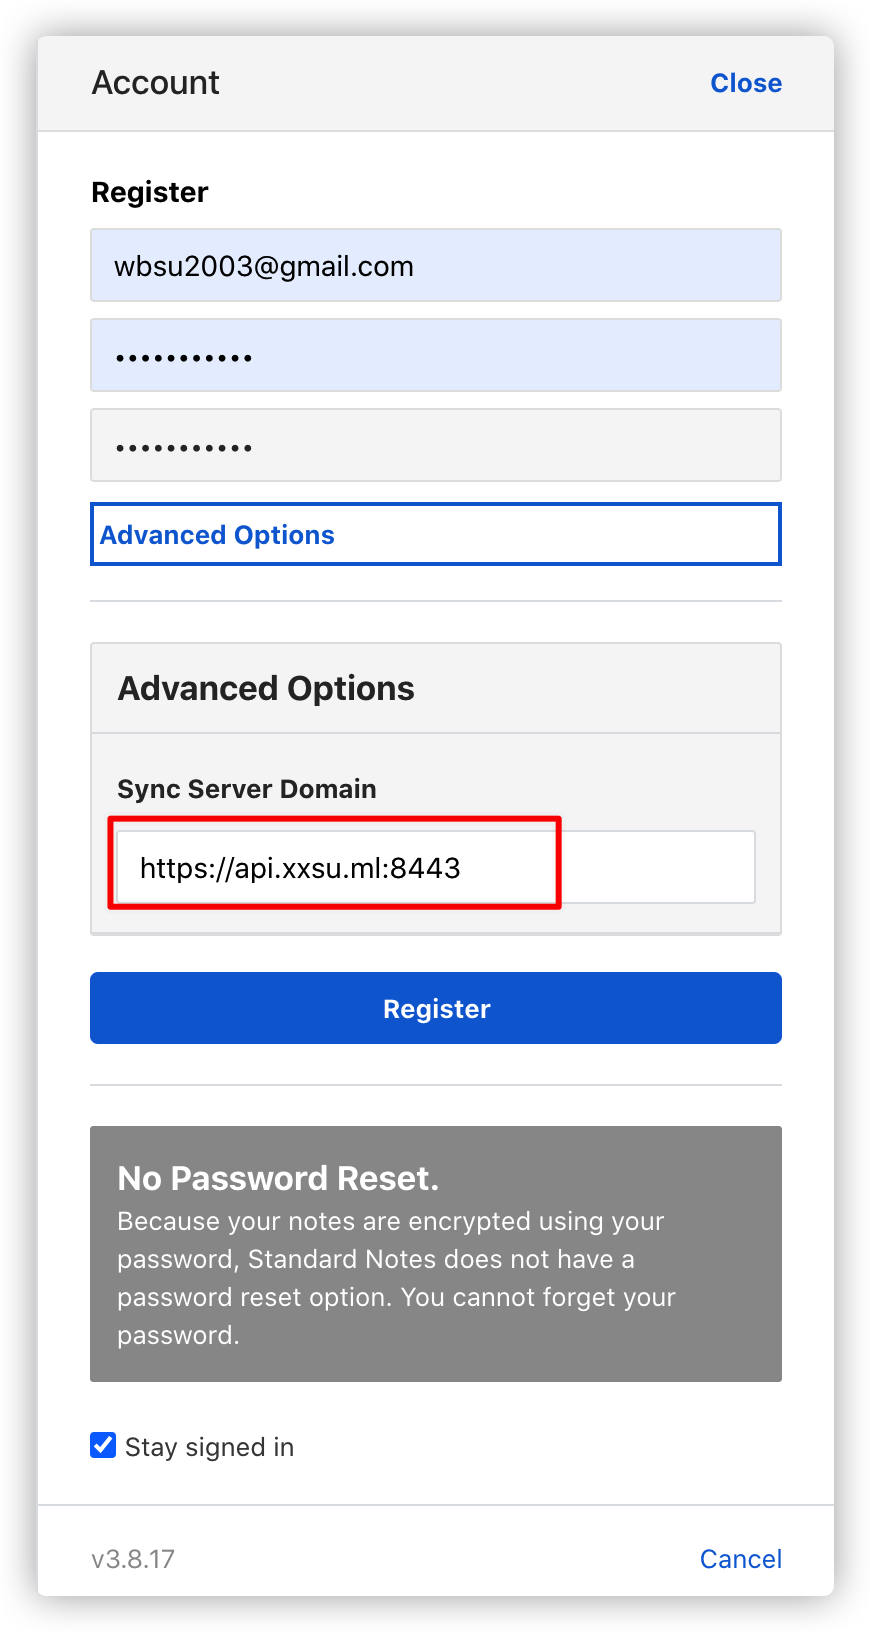 Account
Close
Register
wbsu2003@gmail.com
•••••••••••
•••••••••••
Advanced Options
Advanced Options
Sync Server Domain
https://api.xxsu.ml:8443
Register
No Password Reset.
Because your notes are encrypted using your
password, Standard Notes does not have a
password reset option. You cannot forget your
password.
Stay signed in
v3.8.17
Cancel